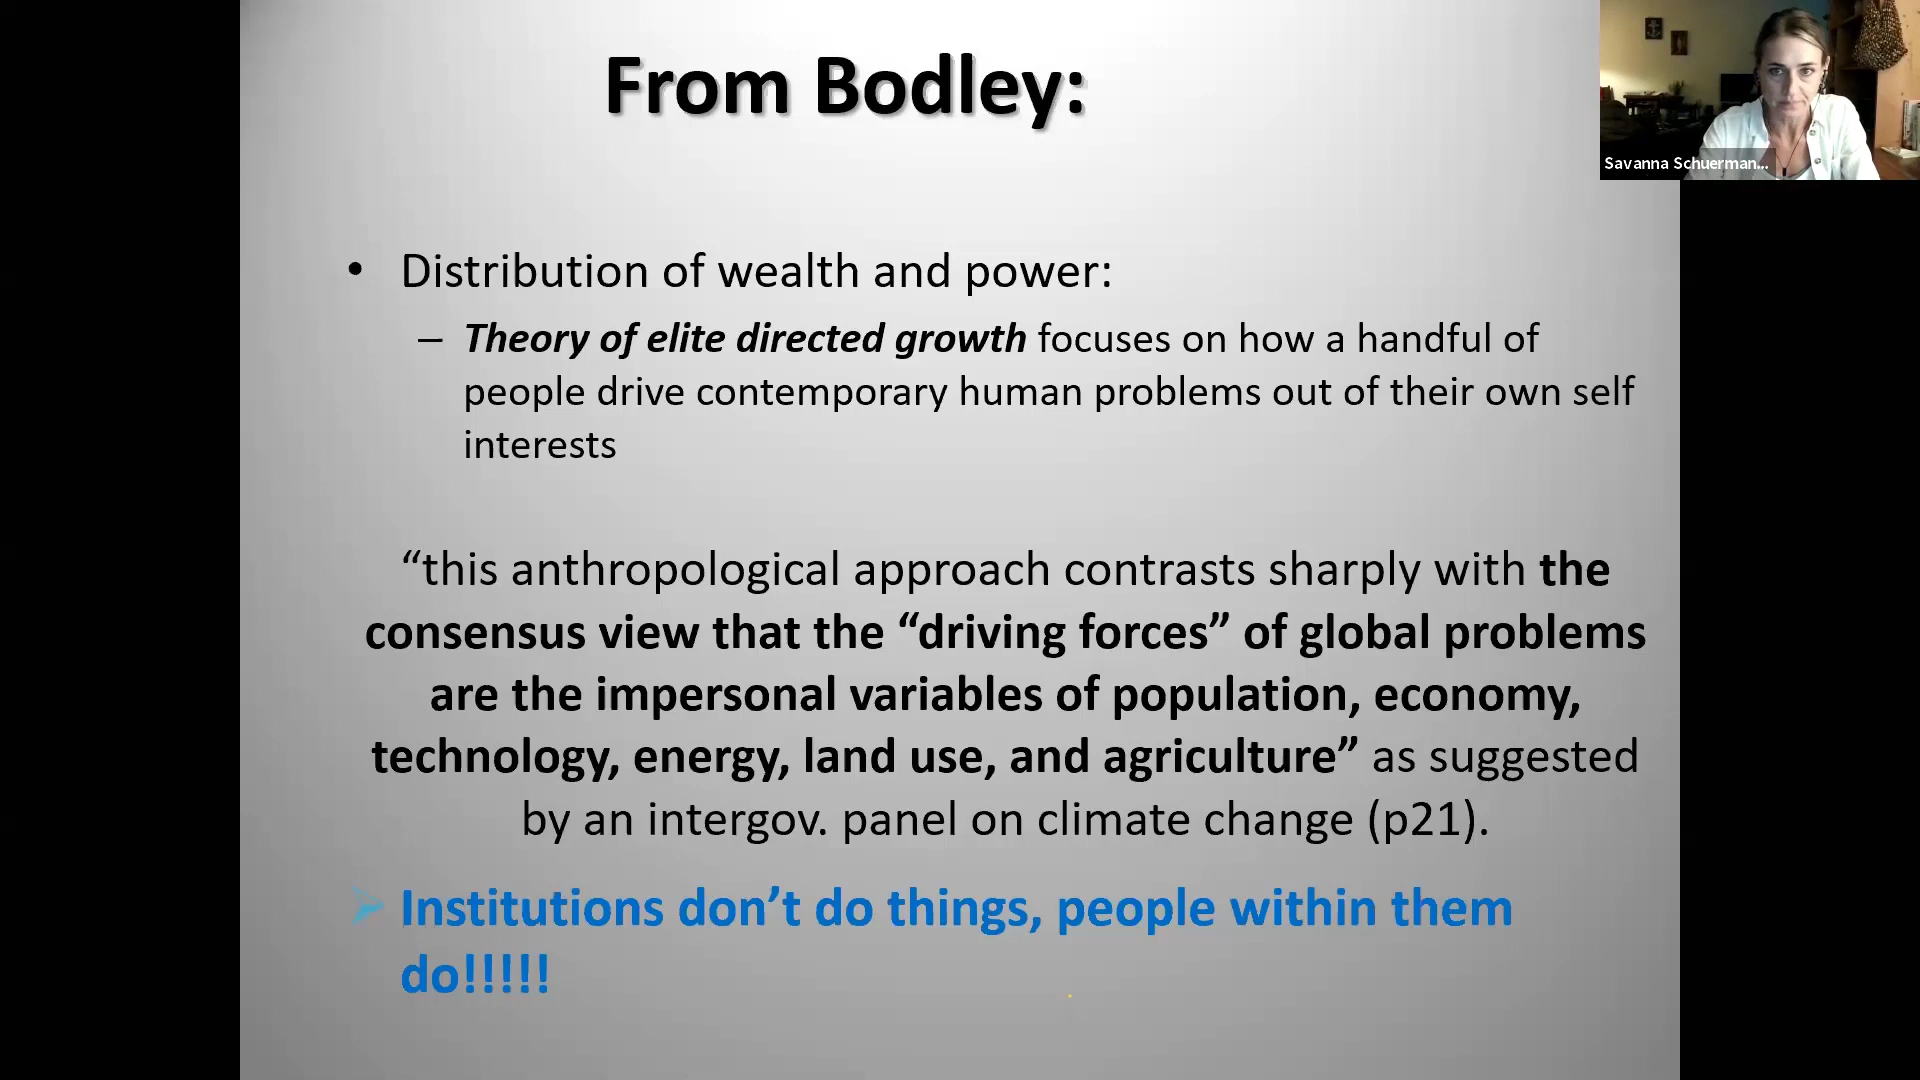 From Bodley:
Savanna Schuerman...
• Distribution of wealth and power:
– Theory of elite directed growth focuses on how a handful of
people drive contemporary human problems out of their own self
interests
“this anthropological approach contrasts sharply with the
consensus view that the “driving forces” of global problems
are the impersonal variables of population, economy,
technology, energy, land use, and agriculture” as suggested
by an intergov. panel on climate change (p21).
➢ Institutions don’t do things, people within them
do!!!!!